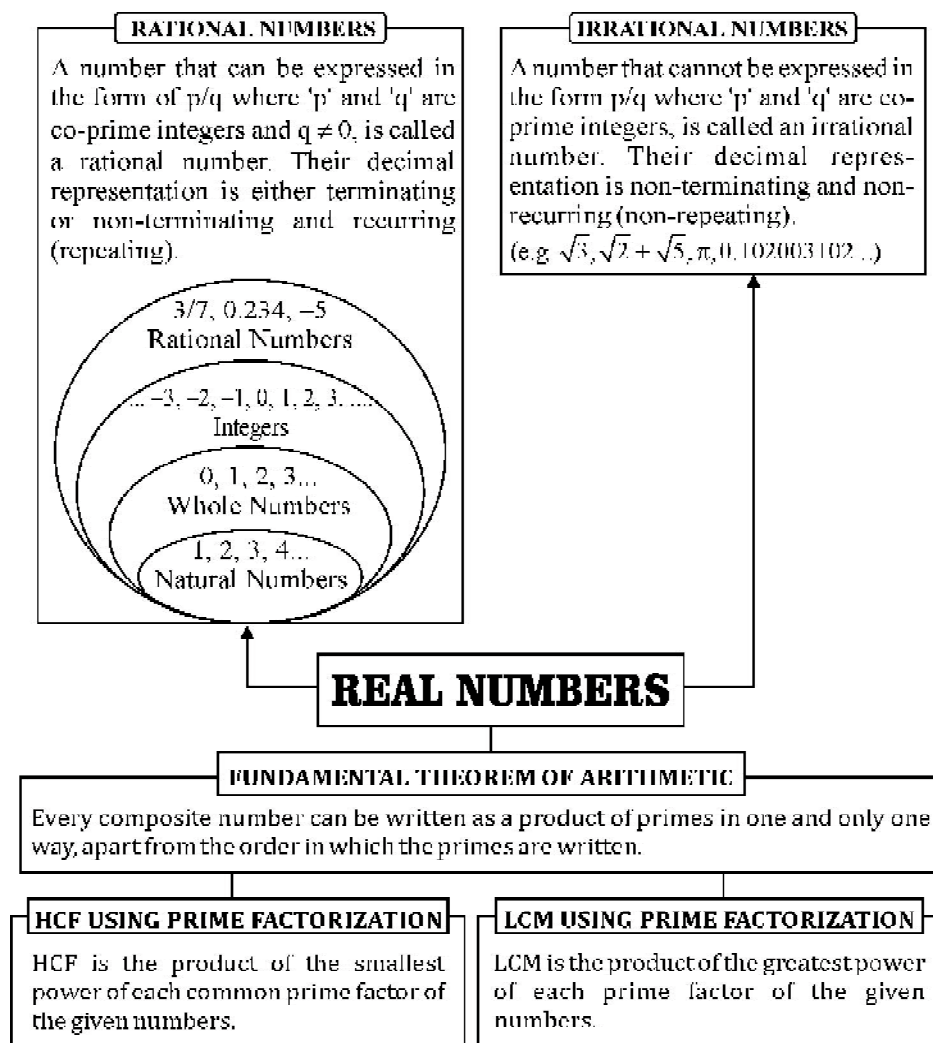 RATIONAL NUMBERS
A number that can be expressed in
the form of p/q where 'p' and 'q' are
co-prime integers and q ≠ 0, is called
a rational number. Their decimal
representation is either terminating
or non-terminating and recurring
(repeating).
3/7, 0.234, –5
Rational Numbers
... –3, –2, –1, 0, 1, 2, 3. ....
Integers
0, 1, 2, 3...
Whole Numbers
1, 2, 3, 4...
Natural Numbers
IRRATIONAL NUMBERS
A number that cannot be expressed in
the form p/q where 'p' and 'q' are co-
prime integers, is called an irrational
number. Their decimal repres-
entation is non-terminating and non-
recurring (non-repeating).
(e.g √3, √2 + √5, π, 0.102003102...)
REAL NUMBERS
FUNDAMENTAL THEOREM OF ARITHMETIC
Every composite number can be written as a product of primes in one and only one
way, apart from the order in which the primes are written.
HCF USING PRIME FACTORIZATION
HCF is the product of the smallest
power of each common prime factor of
the given numbers.
LCM USING PRIME FACTORIZATION
LCM is the product of the greatest power
of each prime factor of the given
numbers.